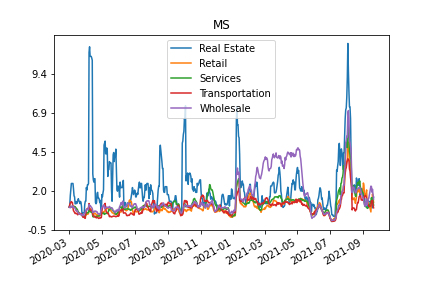 MS
Real Estate
Retail
Services
Transportation
Wholesale
9.4
6.9
4.5
2.0
-0.5
2020-03 2020-05 2020-07 2020-09 2020-11 2021-01 2021-03 2021-05 2021-07 2021-09